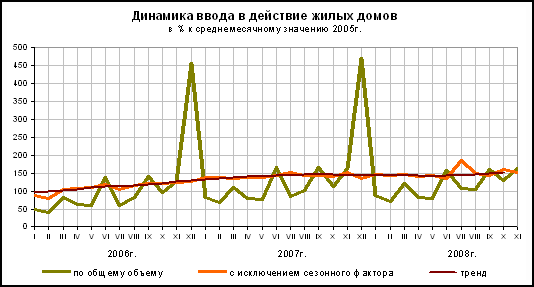 Динамика ввода в действие жилых домов
в % к среднемесячному значению 2005г.
500
450
400
350
300
250
200
150
100
50
0
I II III IV V VI VII VIII IX X XI XII I II III IV V VI VII VIII IX X XI XII I II III IV V VI VII VIII IX X XI
2006г. 2007г. 2008г.
по общему объему с исключением сезонного фактора тренд